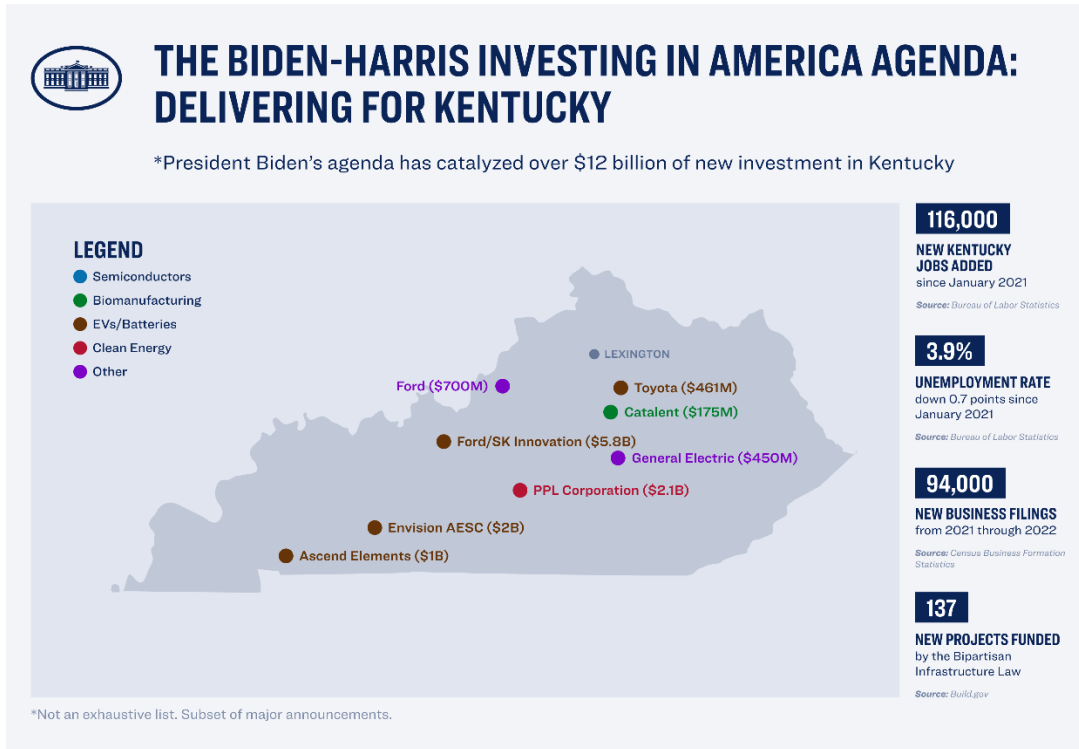 THE BIDEN-HARRIS INVESTING IN AMERICA AGENDA:
DELIVERING FOR KENTUCKY
*President Biden's agenda has catalyzed over $12 billion of new investment in Kentucky
LEGEND
Semiconductors
Biomanufacturing
EVs/Batteries
Clean Energy
Other
LEXINGTON
Ford ($700M)
Toyota ($461M)
Catalent ($175M)
Ford/SK Innovation ($5.8B)
General Electric ($450M)
PPL Corporation ($2.1B)
Envision AESC ($2B)
Ascend Elements ($1B)
116,000
NEW KENTUCKY
JOBS ADDED
since January 2021
Source: Bureau of Labor Statistics
3.9%
UNEMPLOYMENT RATE
down 0.7 points since
January 2021
Source: Bureau of Labor Statistics
94,000
NEW BUSINESS FILINGS
from 2021 through 2022
Source: Census Business Formation
Statistics
137
NEW PROJECTS FUNDED
by the Bipartisan
Infrastructure Law
Source: Build.gov
*Not an exhaustive list. Subset of major announcements.